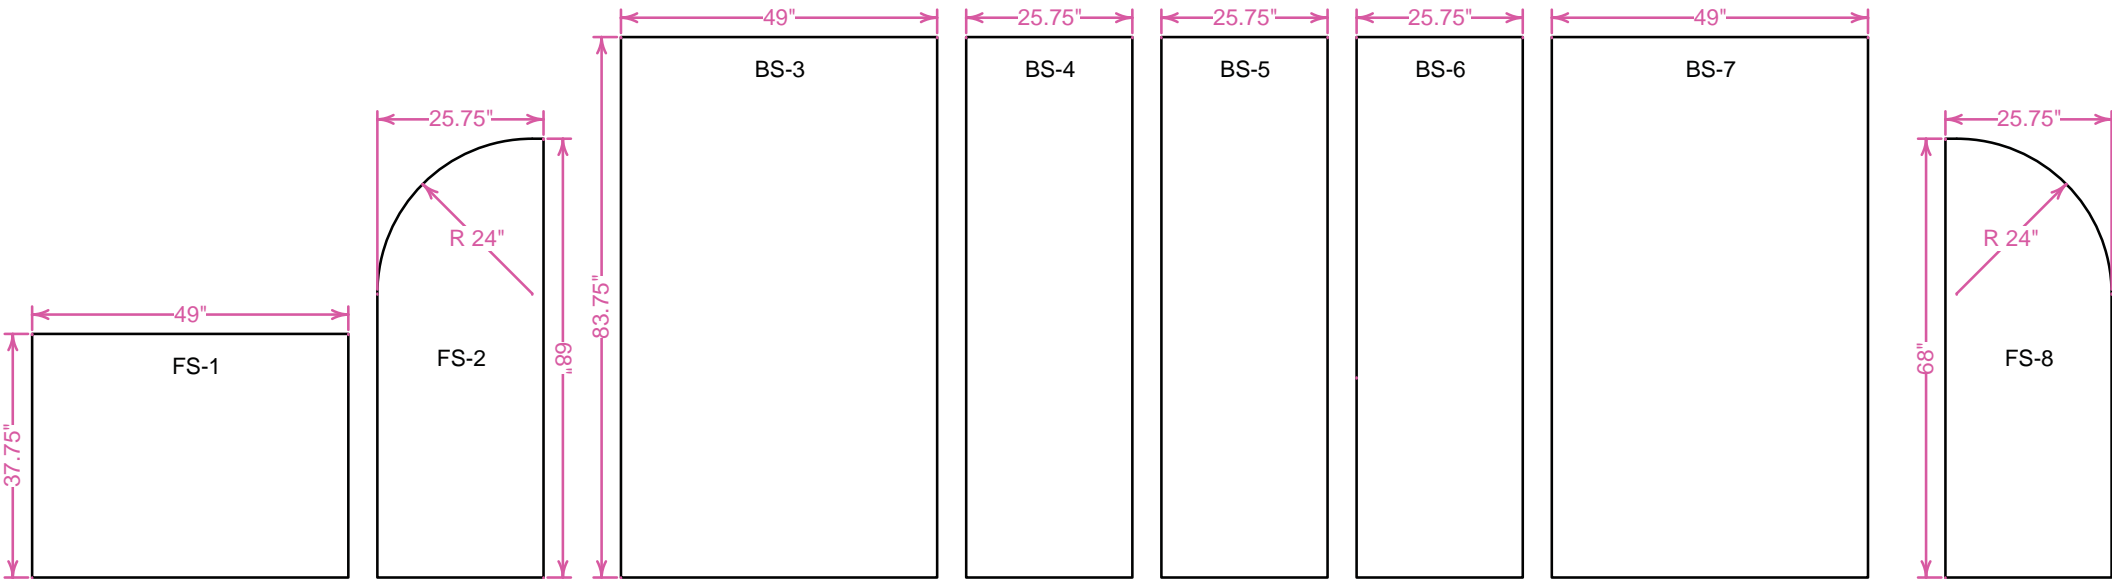 49"
25.75"
25.75"
25.75"
49"
BS-3
BS-4
BS-5
BS-6
BS-7
25.75"
25.75"
R 24"
R 24"
83.75"
49"
FS-1
FS-2
68"
68"
FS-8
37.75"